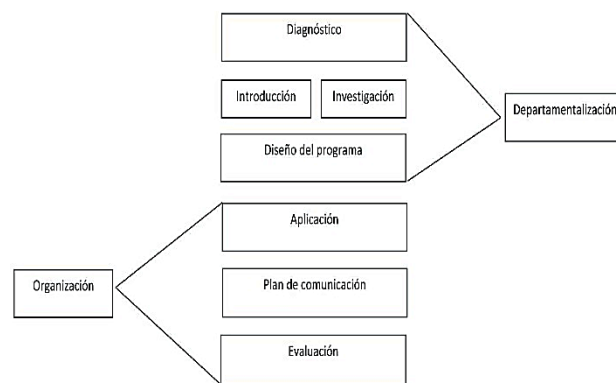 Diagnóstico
Introducción
Investigación
Departamentalización
Diseño del programa
Aplicación
Organización
Plan de comunicación
Evaluación